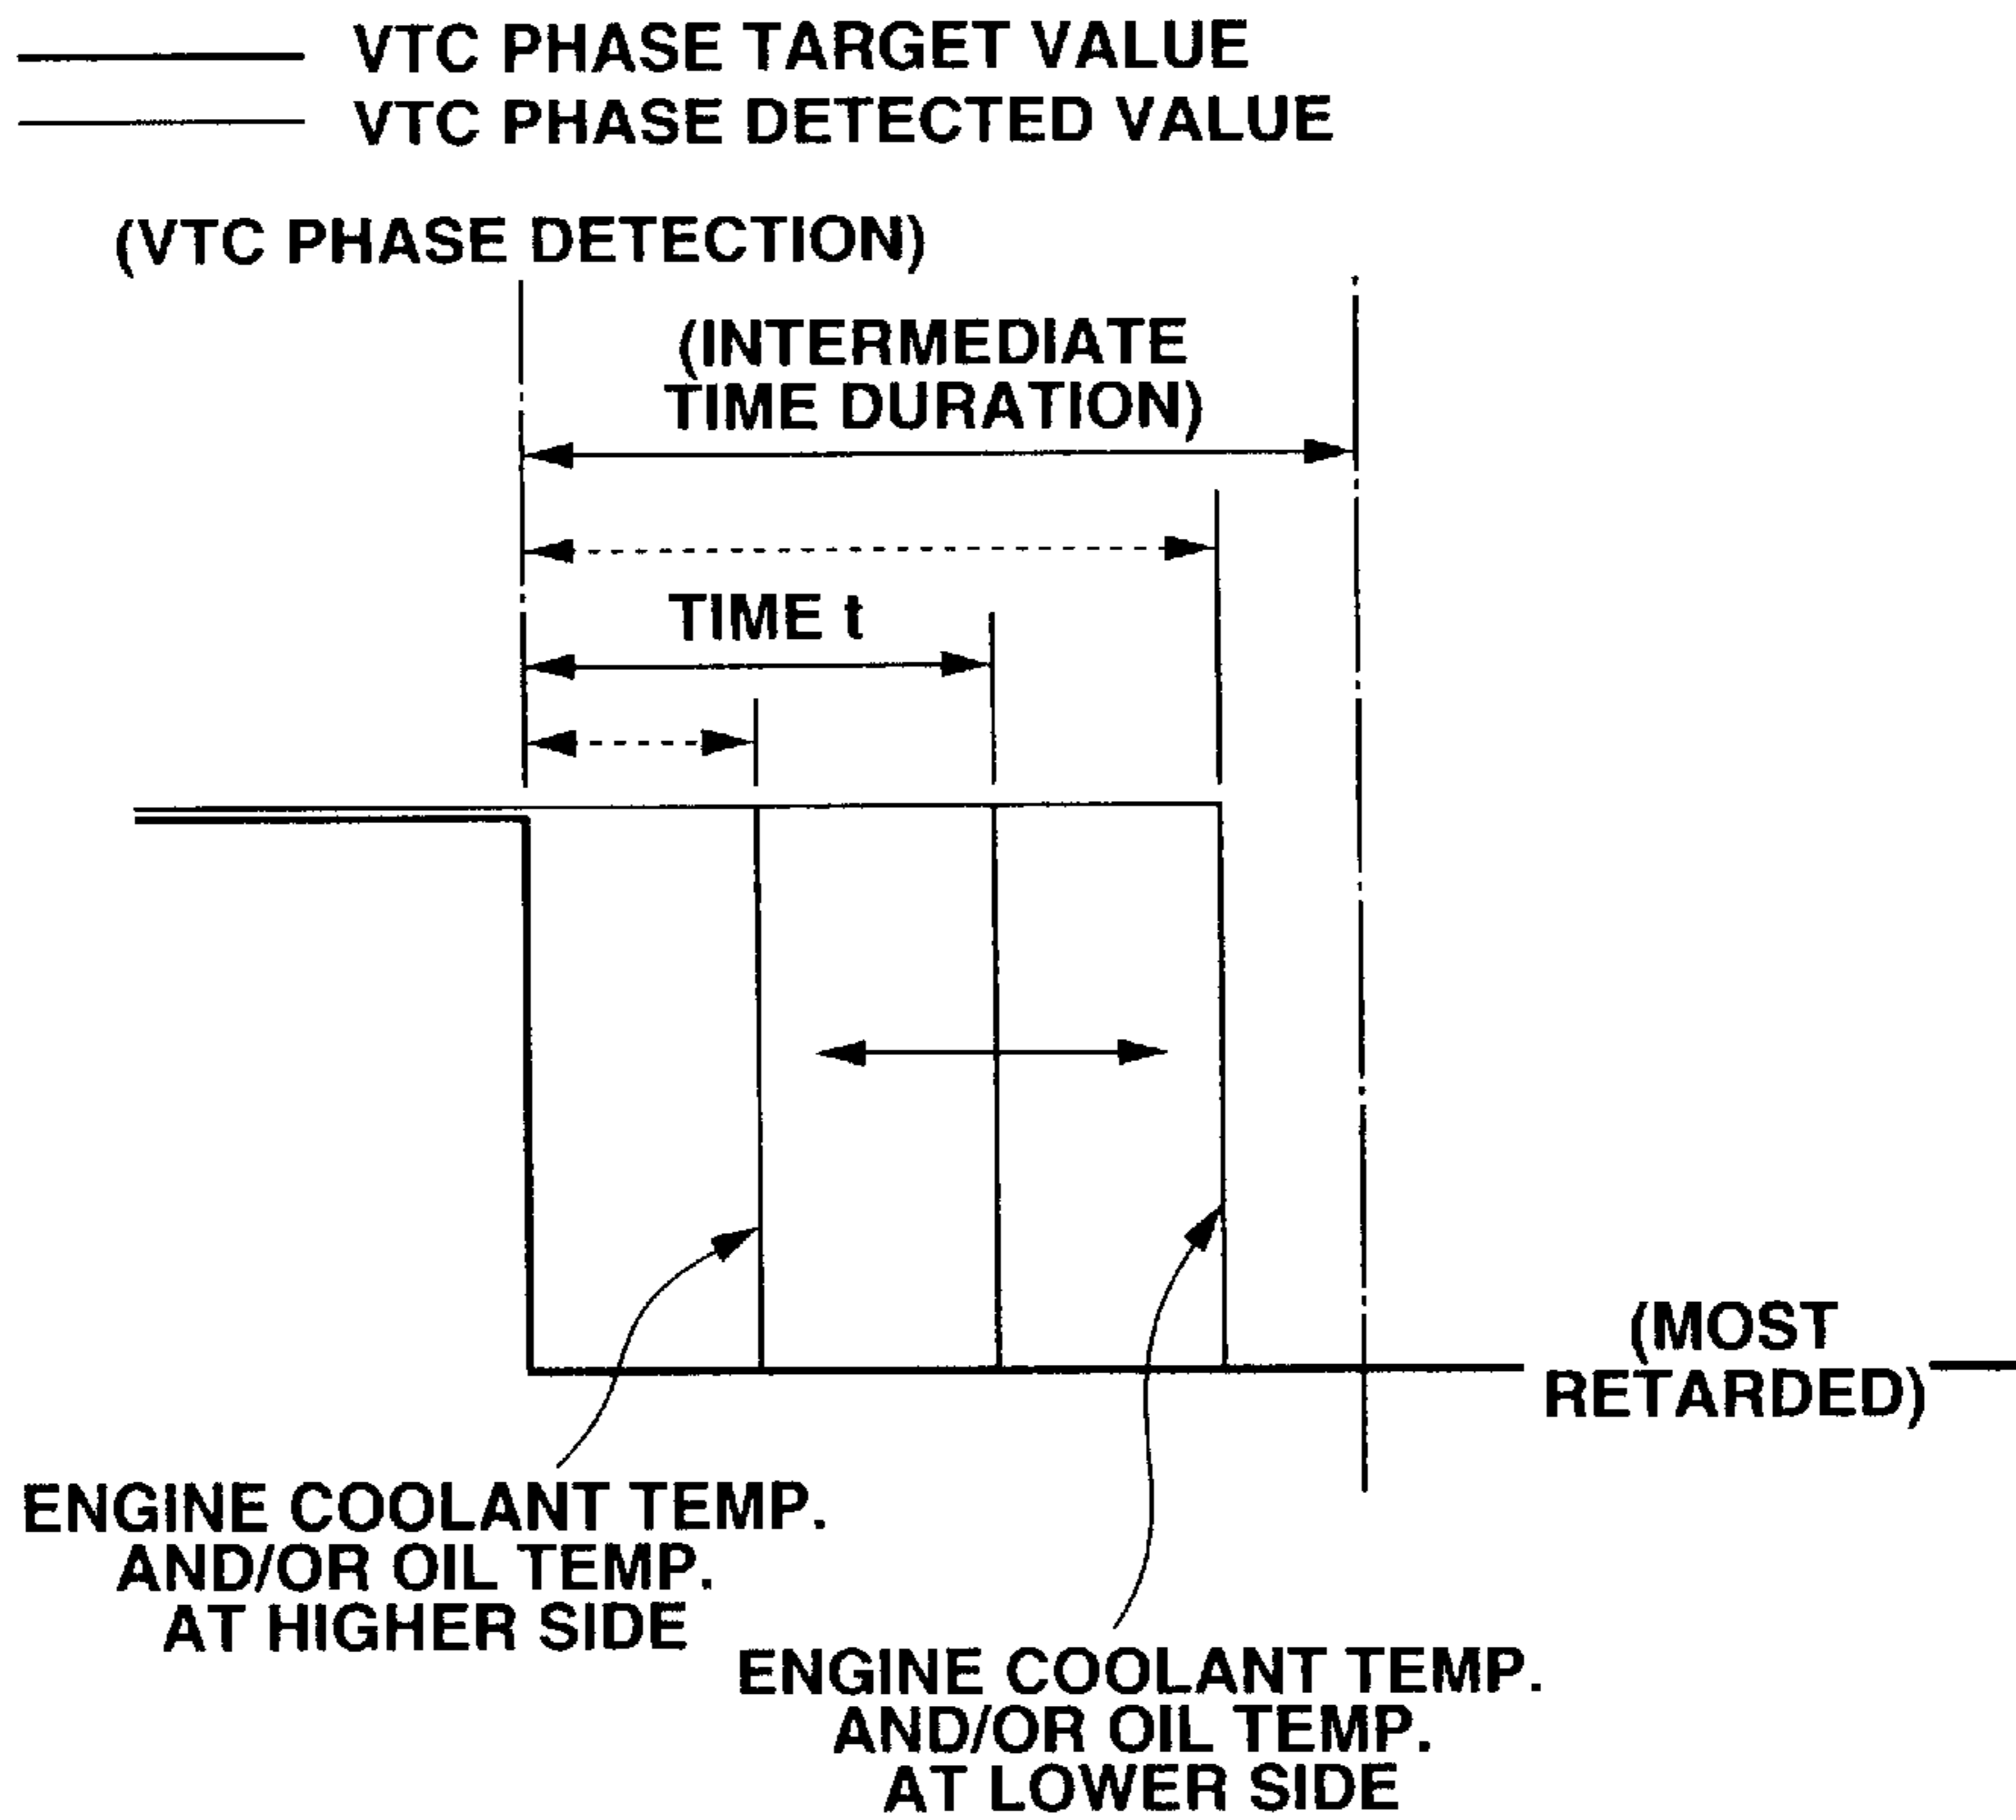 VTC PHASE TARGET VALUE
VTC PHASE DETECTED VALUE
(VTC PHASE DETECTION)
(INTERMEDIATE
TIME DURATION)
TIME t
(MOST
RETARDED)
ENGINE COOLANT TEMP.
AND/OR OIL TEMP.
AT HIGHER SIDE
ENGINE COOLANT TEMP.
AND/OR OIL TEMP.
AT LOWER SIDE